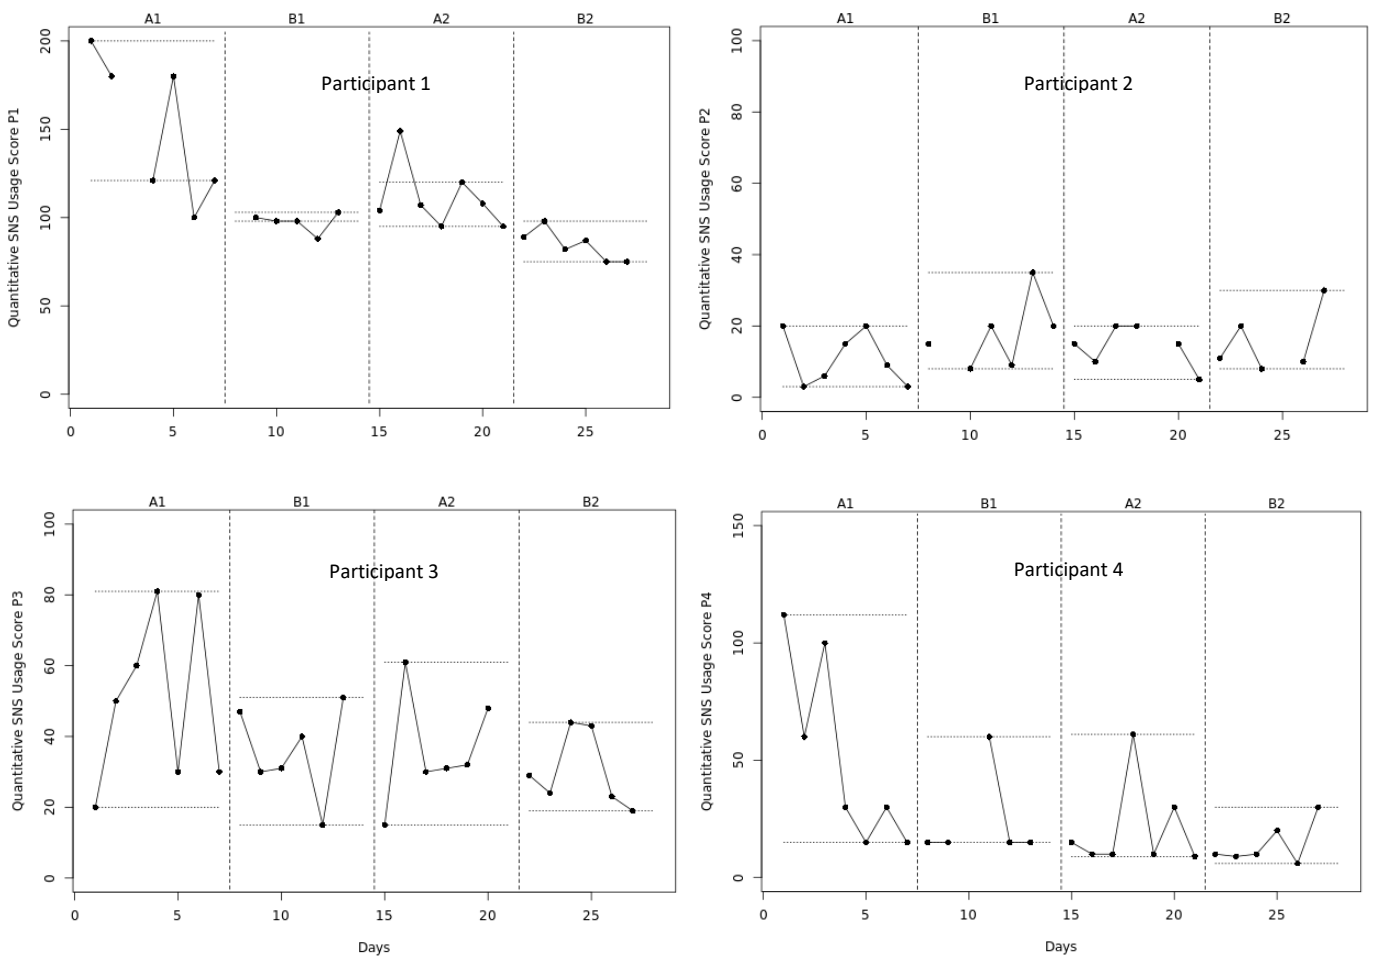 A1 B1 A2 B2
Participant 1
Quantitative SNS Usage Score P1
200
150
100
50
0
0 5 10 15 20 25
A1 B1 A2 B2
Participant 2
Quantitative SNS Usage Score P2
100
80
60
40
20
0
0 5 10 15 20 25
A1 B1 A2 B2
Participant 3
Quantitative SNS Usage Score P3
100
80
60
40
20
0
0 5 10 15 20 25
Days
A1 B1 A2 B2
Participant 4
Quantitative SNS Usage Score P4
150
100
50
0
0 5 10 15 20 25
Days